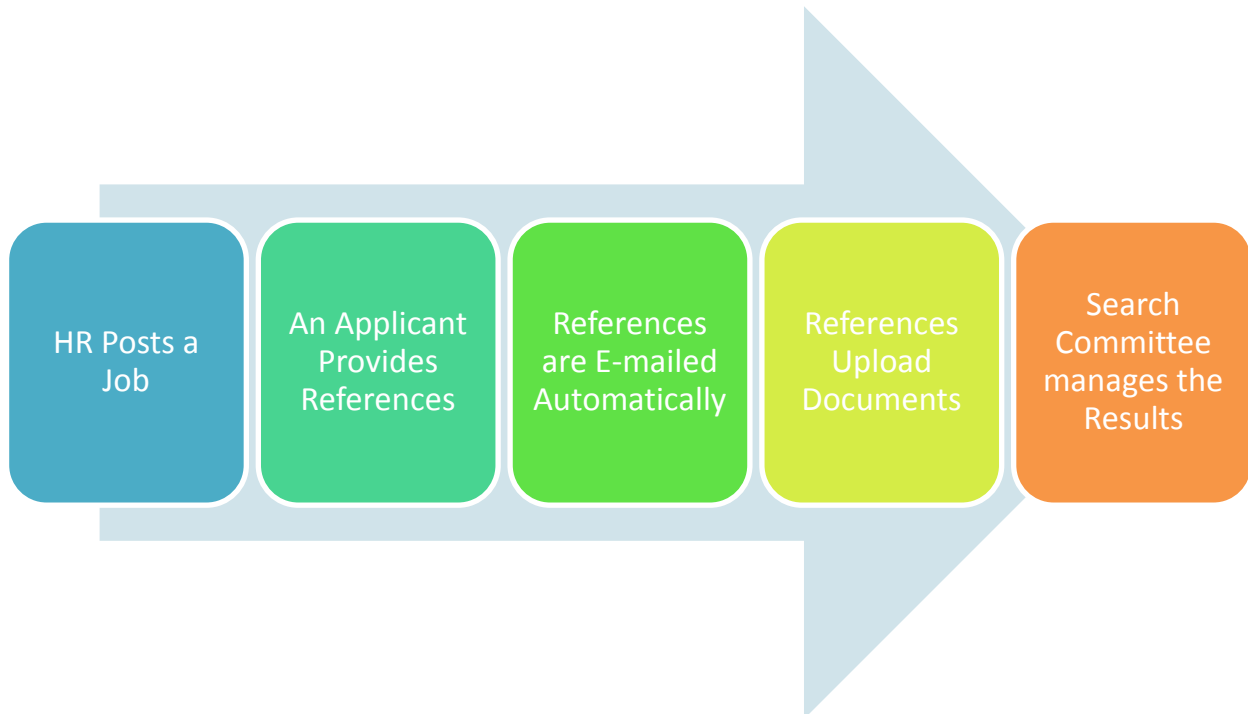 HR Posts a
Job
An Applicant
Provides
References
References
are E-mailed
Automatically
References
Upload
Documents
Search
Committee
manages the
Results